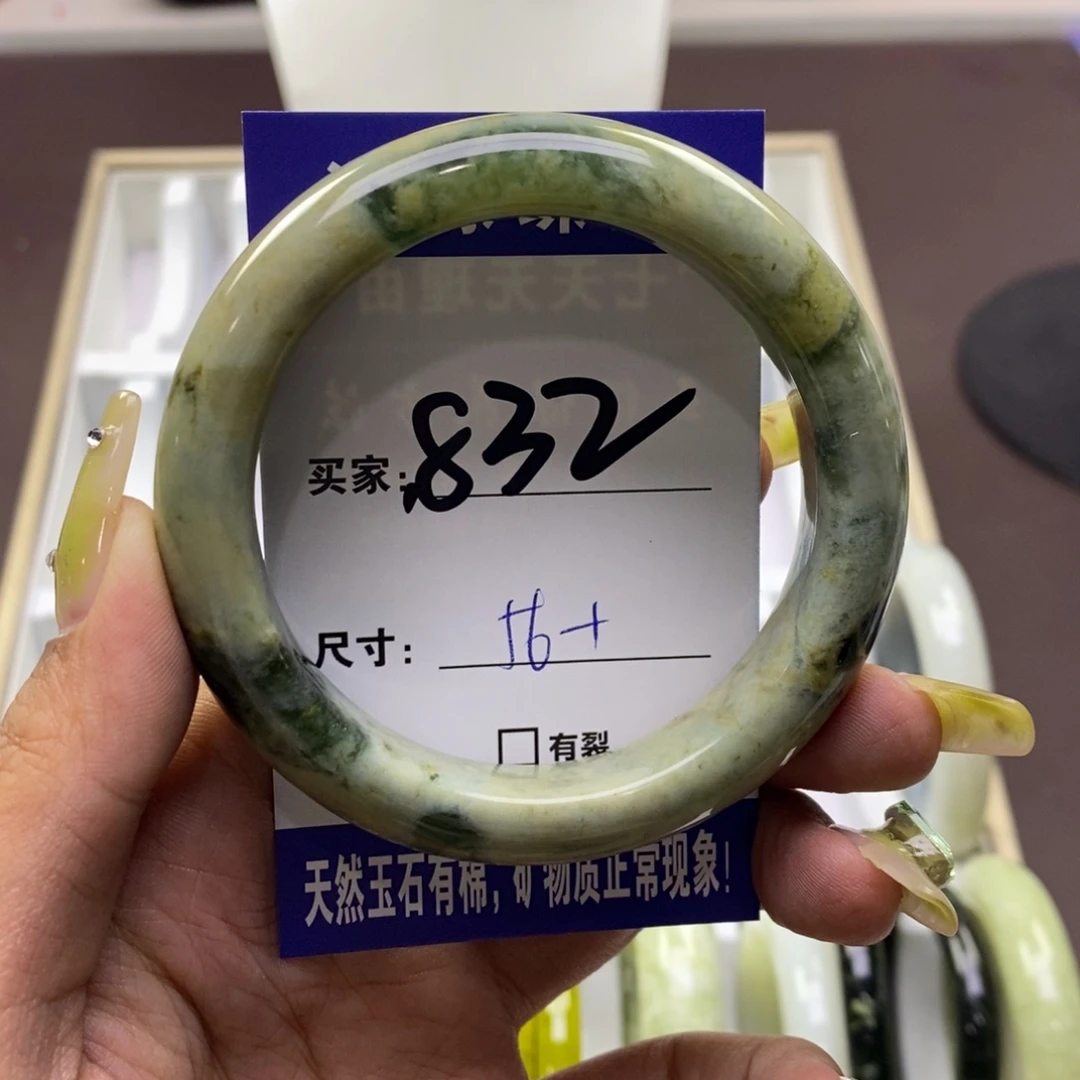 买家:832
尺寸: 56+
□有裂
天然玉石有棉,矿物质正常现象!